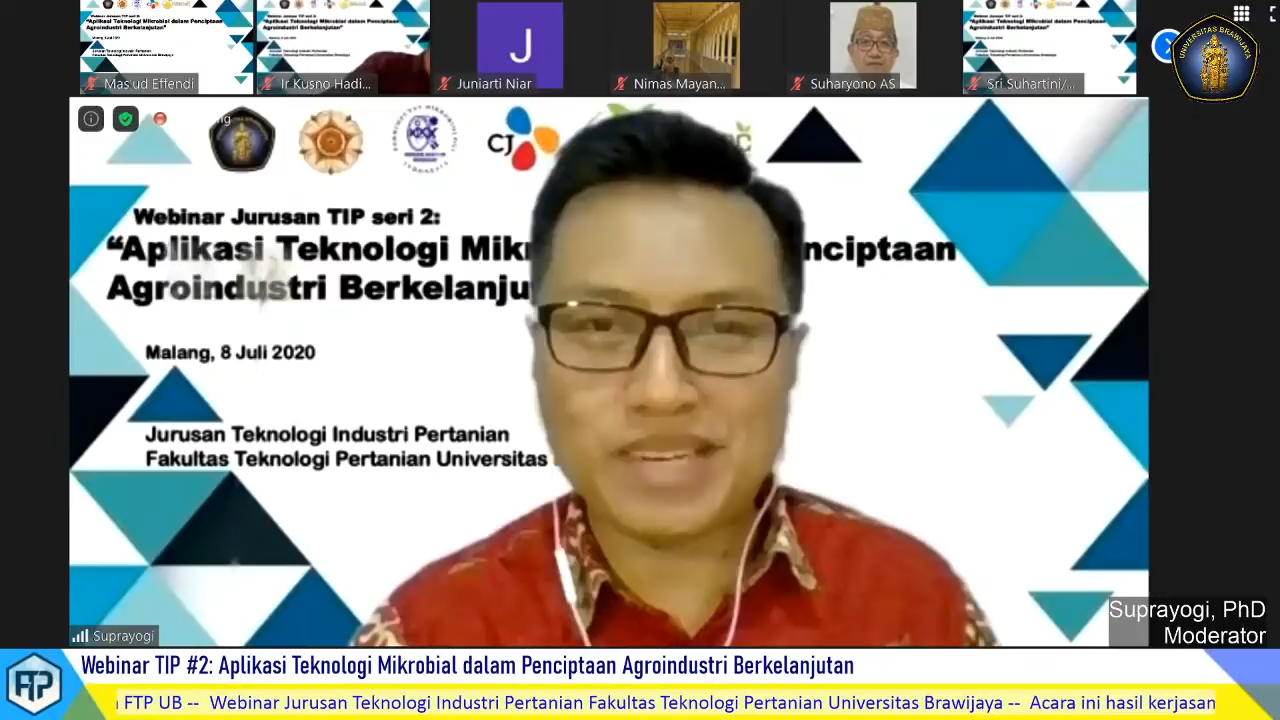 Mas'ud Effendi
Ir Kusno Hadi...
J
Juniarti Niar
Nimas Mayan...
Suharyono AS
Sri Suhartini/...
CJ
Webinar Jurusan TIP seri 2:
"Aplikasi Teknologi Mik nciptaan
Agroindustri Berkelanju
Malang, 8 Juli 2020
Jurusan Teknologi Industri Pertanian
Fakultas Teknologi Pertanian Universitas
Suprayogi
Suprayogi, PhD
Moderator
Webinar TIP #2: Aplikasi Teknologi Mikrobial dalam Penciptaan Agroindustri Berkelanjutan
FTP UB -- Webinar Jurusan Teknologi Industri Pertanian Fakultas Teknologi Pertanian Universitas Brawijaya -- Acara ini hasil kerjasan